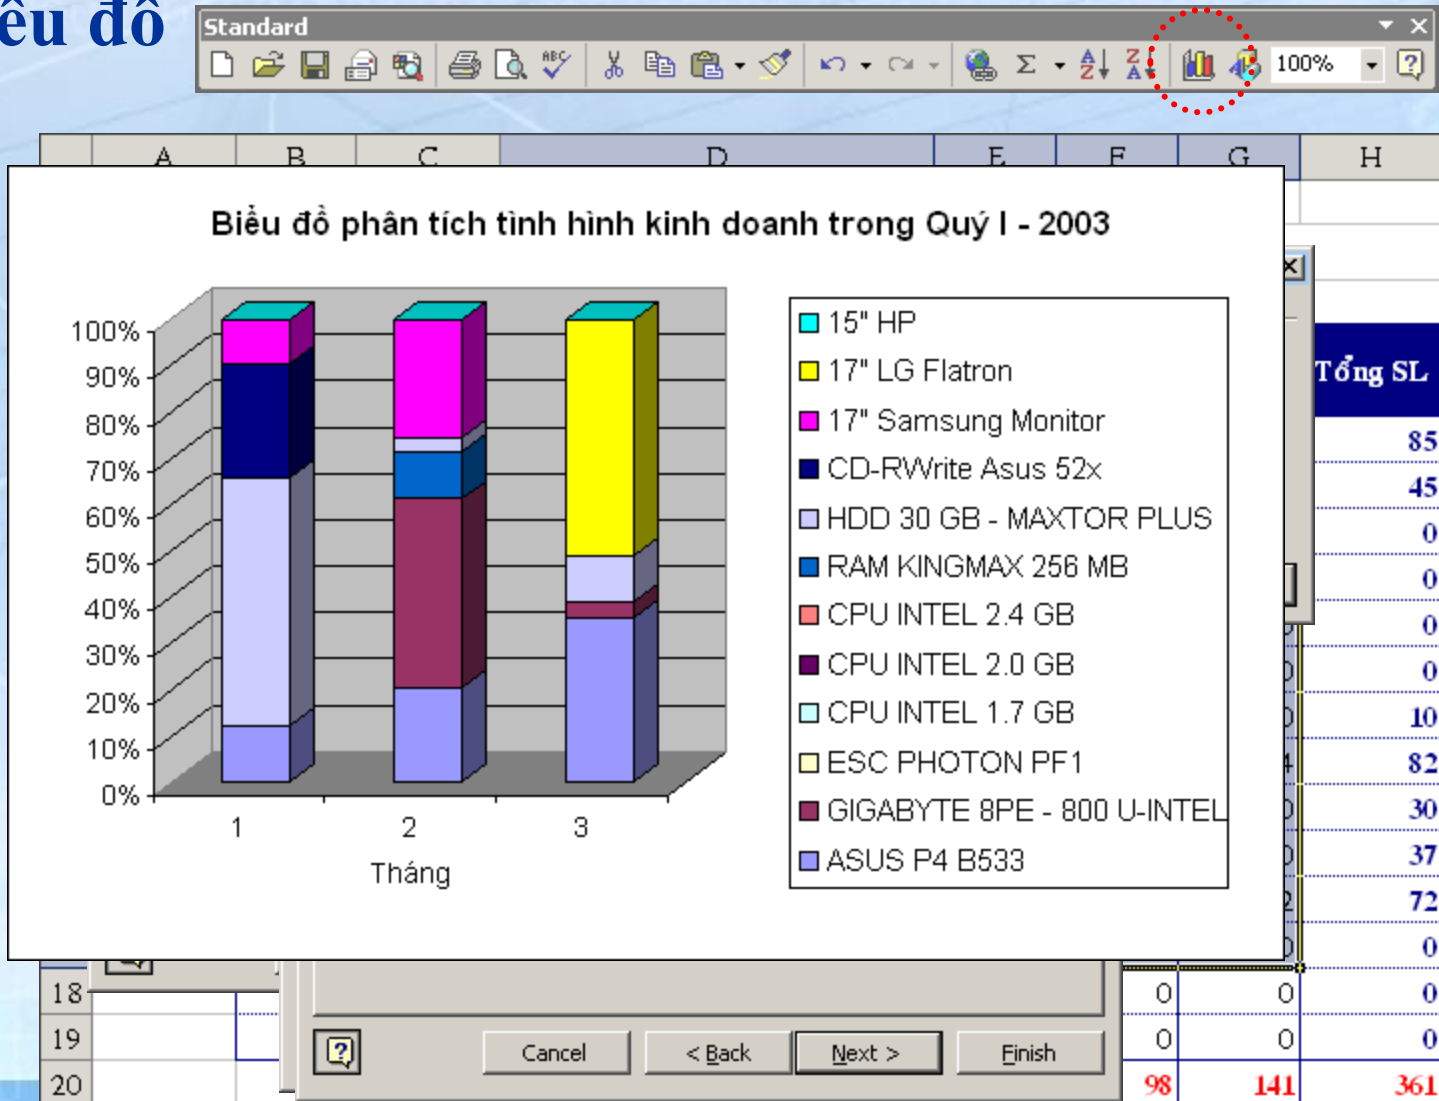 ểu đồ
Standard
ABC
Σ
A
Z
Z
A
100%
A B C D E F G H
Biểu đồ phân tích tình hình kinh doanh trong Quý I - 2003
100%
90%
80%
70%
60%
50%
40%
30%
20%
10%
0%
1 2 3
Tháng
15" HP
17" LG Flatron
17" Samsung Monitor
CD-RWrite Asus 52x
HDD 30 GB - MAXTOR PLUS
RAM KINGMAX 256 MB
CPU INTEL 2.4 GB
CPU INTEL 2.0 GB
CPU INTEL 1.7 GB
ESC PHOTON PF1
GIGABYTE 8PE - 800 U-INTEL
ASUS P4 B533
Tổng SL
85
45
0
0
0
0
10
82
30
37
72
0
18 0 0 0
19 0 0 0
20 98 141 361
Cancel < Back Next > Finish